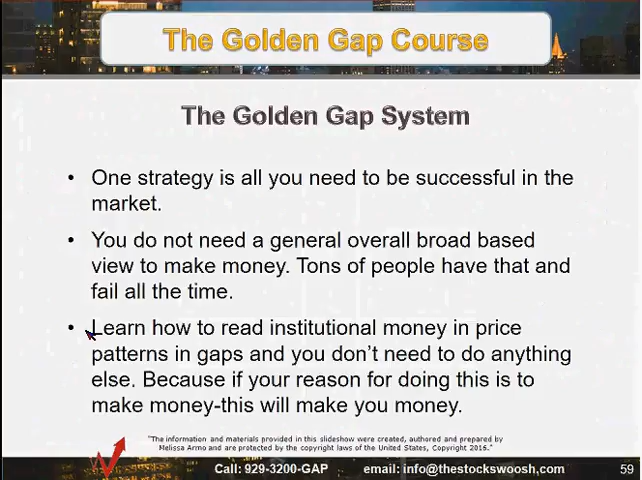 The Golden Gap Course
The Golden Gap System
• One strategy is all you need to be successful in the
market.
• You do not need a general overall broad based
view to make money. Tons of people have that and
fail all the time.
• Learn how to read institutional money in price
patterns in gaps and you don't need to do anything
else. Because if your reason for doing this is to
make money-this will make you money.
"The information and materials provided in this slideshow were created, authored and prepared by
Melissa Armo and are protected by the copyright laws of the United States, Copyright 2016."
Call: 929-3200-GAP email: info@thestockswoosh.com 59